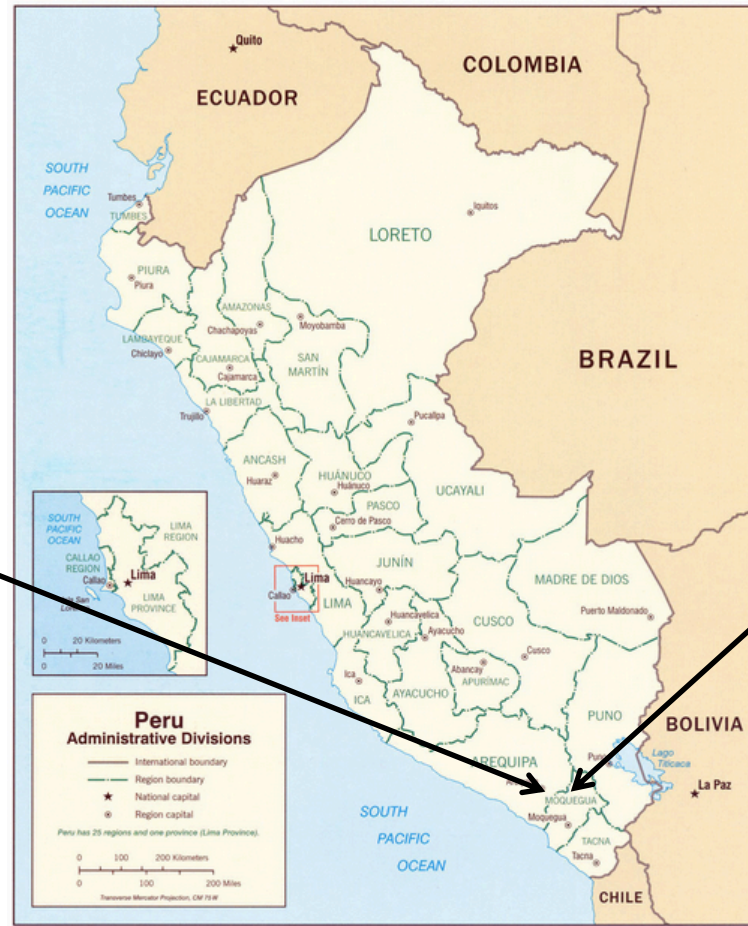 Quito
COLOMBIA
ECUADOR
SOUTH
PACIFIC
OCEAN
Tumbes
TUMBES
Iquitos
LORETO
PIURA
Piura
AMAZONAS
Chachapoyas
Moyobamba
LAMBAYEQUE
Chiclayo
CAJAMARCA
Cajamarca
SAN
MARTÍN
BRAZIL
LA LIBERTAD
Trujillo
Pucallpa
ANCASH
Huaraz
HUÁNUCO
Huánuco
UCAYALI
PASCO
Cerro de Pasco
Huacho
JUNÍN
MADRE DE DIOS
Lima
Callao
See Inset
LIMA
Huancayo
Puerto Maldonado
Huancavelica
HUANCAVELICA
Ayacucho
CUSCO
Cusco
Abancay
APURÍMAC
Ica
ICA
AYACUCHO
PUNO
BOLIVIA
AREQUIPA
Puno
Lago
Titicaca
La Paz
MOQUEGUA
Moquegua
TACNA
Tacna
SOUTH
PACIFIC
OCEAN
CHILE
SOUTH
PACIFIC
OCEAN
LIMA
REGION
CALLAO
REGION
Callao
Lima
LIMA
PROVINCE
0 20 Kilometers
0 20 Miles
Peru
Administrative Divisions
International boundary
Region boundary
National capital
Region capital
Peru has 25 regions and one province (Lima Province).
0 100 200 Kilometers
0 100 200 Miles
Transverse Mercator Projection, CM 75 W